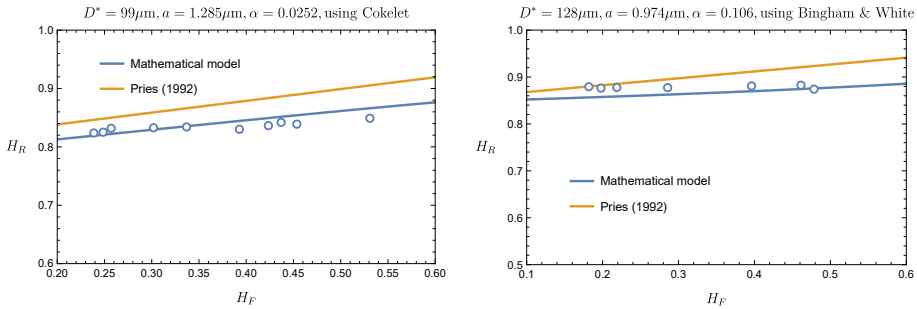 D* = 99μm, a = 1.285μm, α = 0.0252, using Cokelet
1.0
0.9
0.8
0.7
0.6
H_R
Mathematical model
Pries (1992)
0.20 0.25 0.30 0.35 0.40 0.45 0.50 0.55 0.60
H_F
D* = 128μm, a = 0.974μm, α = 0.106, using Bingham & White
1.0
0.9
0.8
0.7
0.6
0.5
H_R
Mathematical model
Pries (1992)
0.1 0.2 0.3 0.4 0.5 0.6
H_F